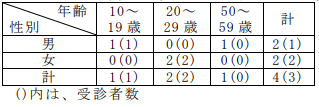 年齢
性別
10～19歳 20～29歳 50～59歳 計
男 1(1) 0(0) 1(0) 2(1)
女 0(0) 2(2) 0(0) 2(2)
計 1(1) 2(2) 1(0) 4(3)
()内は、受診者数